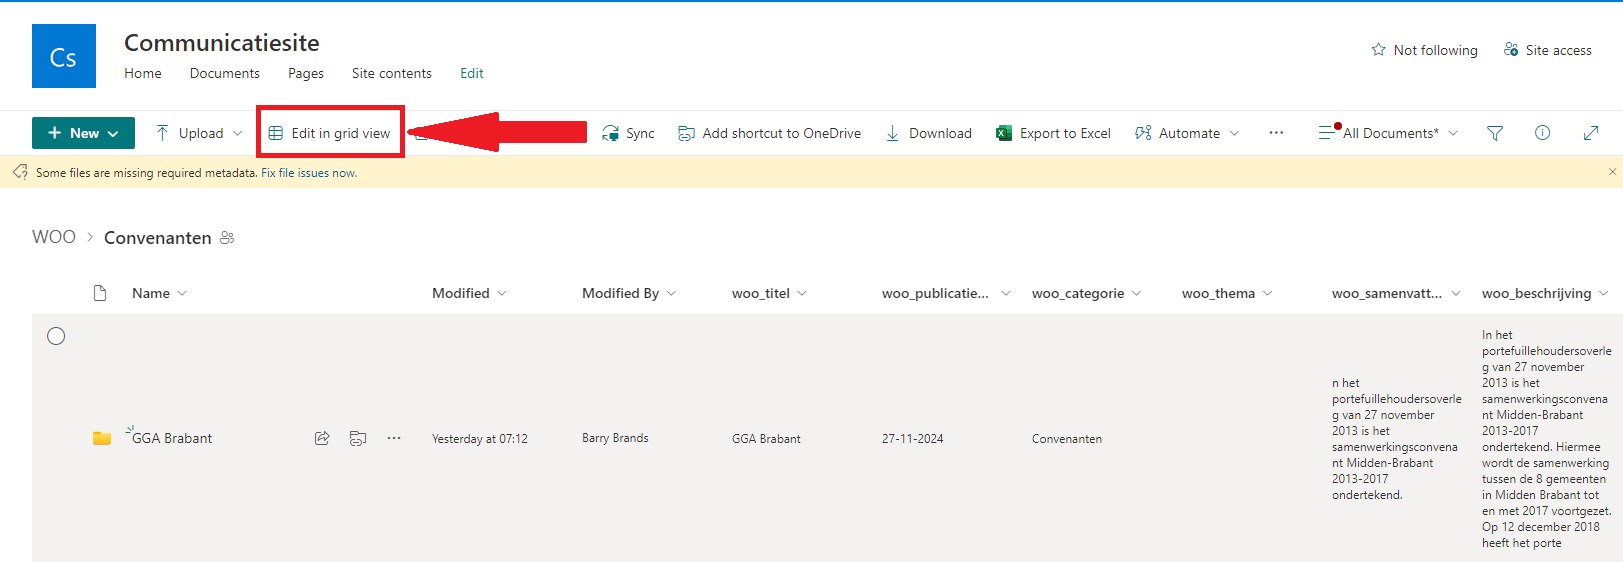 Cs
Communicatiesite
Home Documents Pages Site contents Edit
Not following Site access
+ New Upload Edit in grid view Sync Add shortcut to OneDrive Download Export to Excel Automate ... All Documents*
Some files are missing required metadata. Fix file issues now.
WOO > Convenanten
Name Modified Modified By woo_titel woo_publicatie... woo_categorie woo_thema woo_samenvatt... woo_beschrijving
GGA Brabant
Yesterday at 07:12
Barry Brands
GGA Brabant
27-11-2024
Convenanten
n het
portefuillehoudersoverle
g van 27 november
2013 is het
samenwerkingsconvena
nt Midden-Brabant
2013-2017
ondertekend.
In het
portefuillehoudersoverle
g van 27 november
2013 is het
samenwerkingsconvena
nt Midden-Brabant
2013-2017
ondertekend. Hiermee
wordt de samenwerking
tussen de 8 gemeenten
in Midden Brabant tot
en met 2017 voortgezet.
Op 12 december 2018
heeft het porte